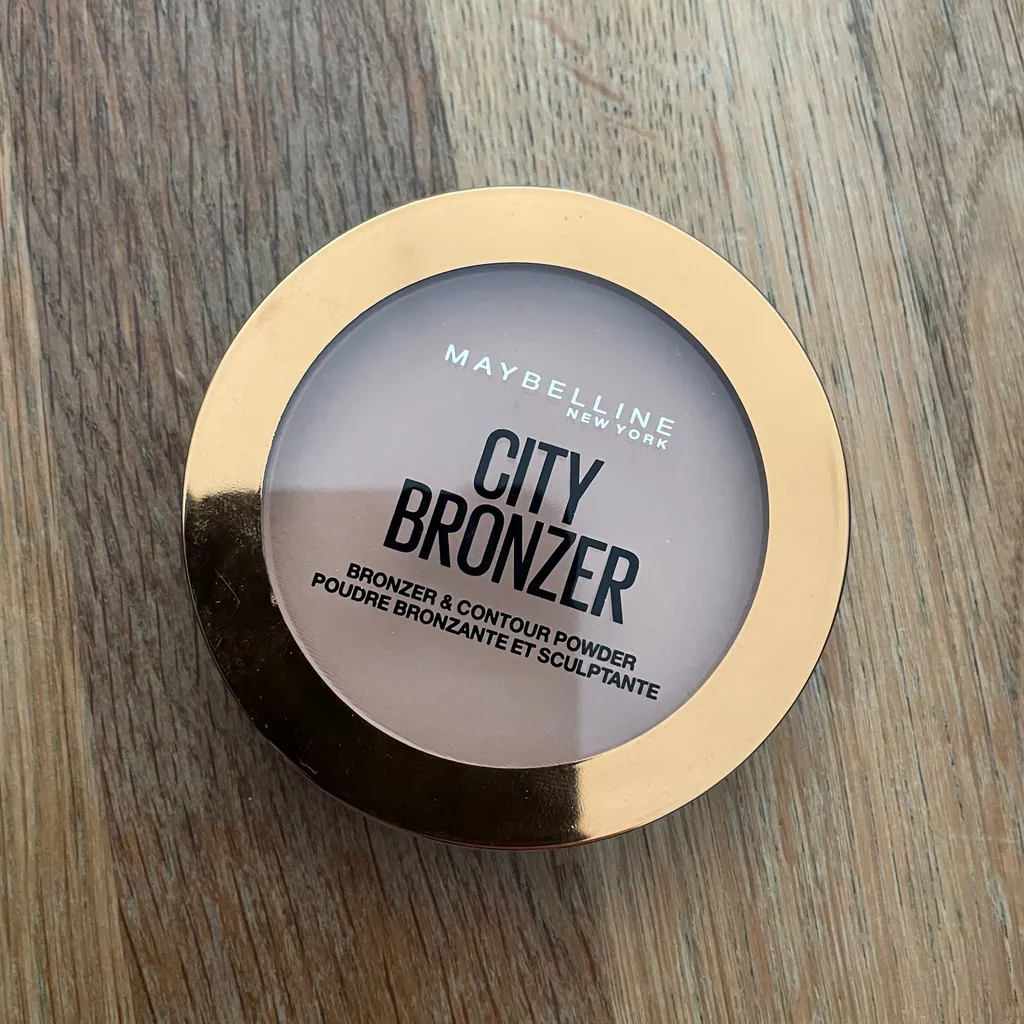 MAYBELLINE
NEW YORK
CITY
BRONZER
BRONZER & CONTOUR POWDER
POUDRE BRONZANTE ET SCULPTANTE